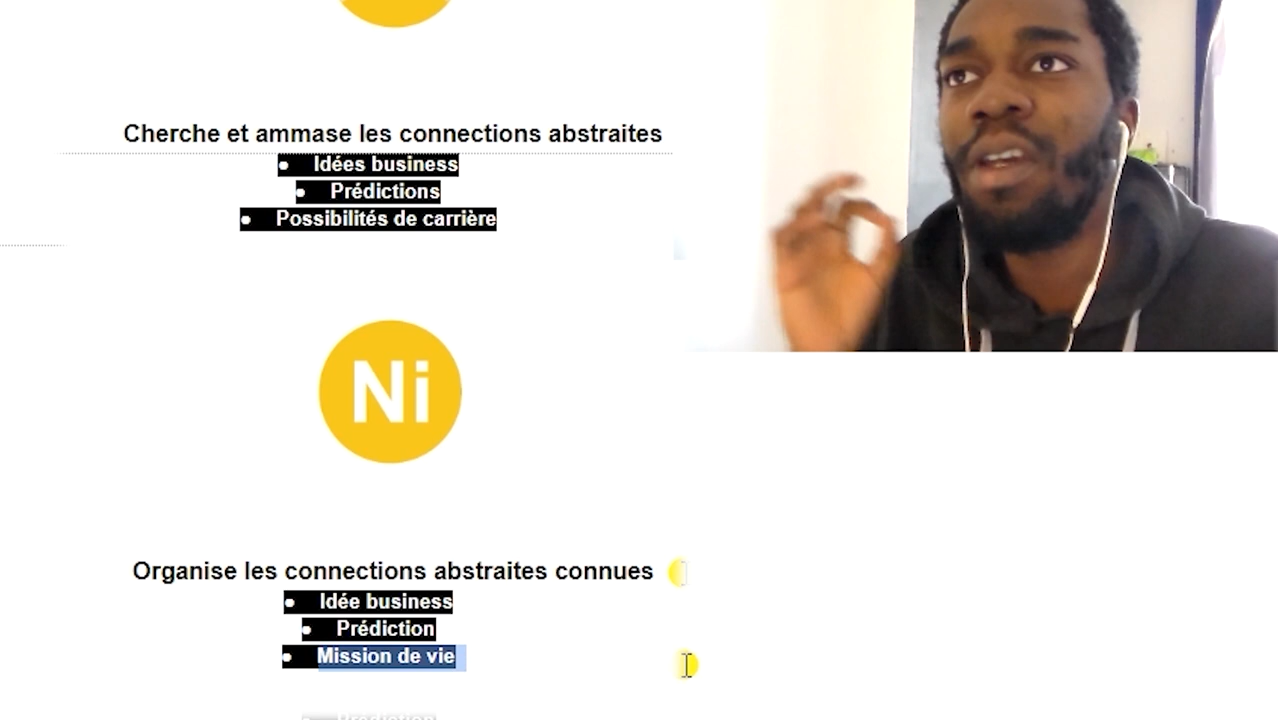 Cherche et ammase les connections abstraites
• Idées business
• Prédictions
• Possibilités de carrière
Ni
Organise les connections abstraites connues
• Idée business
• Prédiction
• Mission de vie
• Prédiction